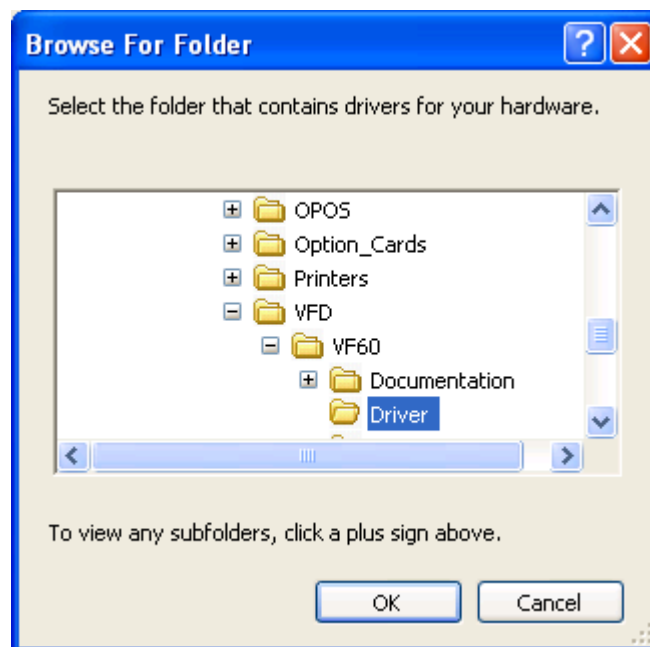 Browse For Folder
Select the folder that contains drivers for your hardware.
OPOS
Option_Cards
Printers
VFD
VF60
Documentation
Driver
To view any subfolders, click a plus sign above.
OK Cancel